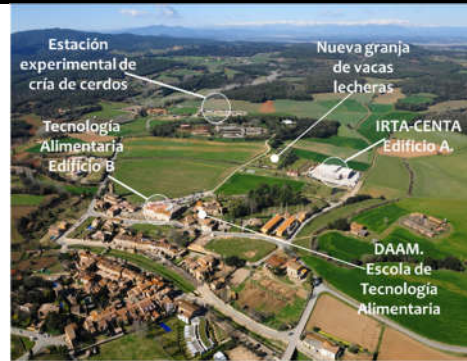 Estación
experimental de
cría de cerdos
Nueva granja
de vacas
lecheras
Tecnología
Alimentaria
Edificio B
IRTA-CENTA
Edificio A.
DAAM.
Escola de
Tecnología
Alimentaria